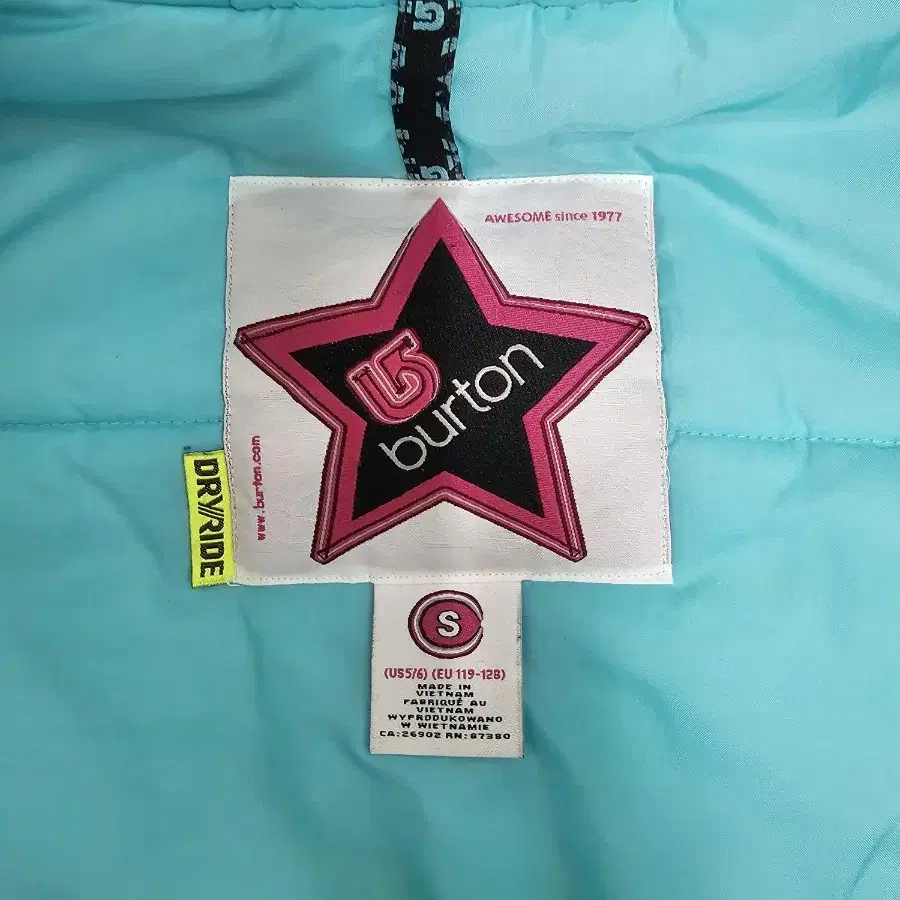 AWESOME since 1977
burton
www.burton.com
DRY//RIDE
S
(US5/6) (EU 119-128)
MADE IN
VIETNAM
FABRIQUÉ AU
VIETNAM
WYPRODUKOWANO
W WIETNAMIE
CA:26902 RN:87380